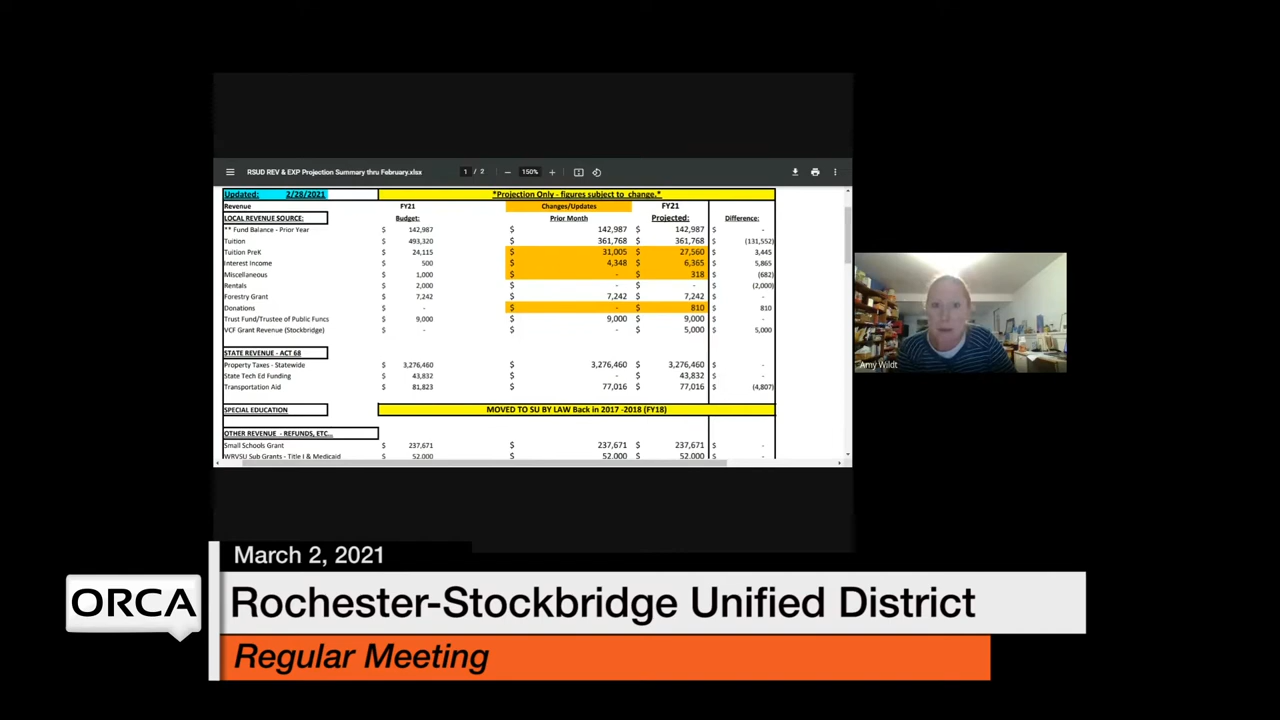 RSUD REV & EXP Projection Summary thru February.xlsx 1 / 2 150%
Updated: 2/28/2021 *Projection Only - figures subject to change.*
Revenue FY21 Changes/Updates FY21
LOCAL REVENUE SOURCE: Budget: Prior Month Projected: Difference:
** Fund Balance - Prior Year $ 142,987 $ 142,987 $ 142,987 $ -
Tuition $ 493,320 $ 361,768 $ 361,768 $ (131,552)
Tuition PreK $ 24,115 $ 31,005 $ 27,560 $ 3,445
Interest Income $ 500 $ 4,348 $ 6,365 $ 5,865
Miscellaneous $ 1,000 $ - $ 318 $ (682)
Rentals $ 2,000 $ - $ - $ (2,000)
Forestry Grant $ 7,242 $ 7,242 $ 7,242 $ -
Donations $ - $ - $ 810 $ 810
Trust Fund/Trustee of Public Funcs $ 9,000 $ 9,000 $ 9,000 $ -
VCF Grant Revenue (Stockbridge) $ - $ - $ 5,000 $ 5,000
STATE REVENUE - ACT 68
Property Taxes - Statewide $ 3,276,460 $ 3,276,460 $ 3,276,460 $ -
State Tech Ed Funding $ 43,832 $ - $ 43,832 $ -
Transportation Aid $ 81,823 $ 77,016 $ 77,016 $ (4,807)
SPECIAL EDUCATION MOVED TO SU BY LAW Back in 2017 -2018 (FY18)
OTHER REVENUE - REFUNDS, ETC...
Small Schools Grant $ 237,671 $ 237,671 $ 237,671 $ -
WRVSU Sub Grants - Title I & Medicaid $ 52,000 $ 52,000 $ 52,000 $ -
Amy Wildt
March 2, 2021
ORCA
Rochester-Stockbridge Unified District
Regular Meeting